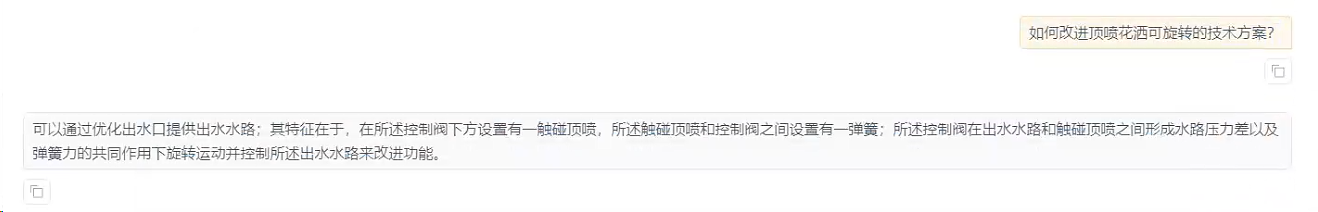 如何改进顶喷花洒可旋转的技术方案？
可以通过优化出水口提供出水水路；其特征在于，在所述控制阀下方设置有一触碰顶喷，所述触碰顶喷和控制阀之间设置有一弹簧；所述控制阀在出水水路和触碰顶喷之间形成水路压力差以及
弹簧力的共同作用下旋转运动并控制所述出水水路来改进功能。